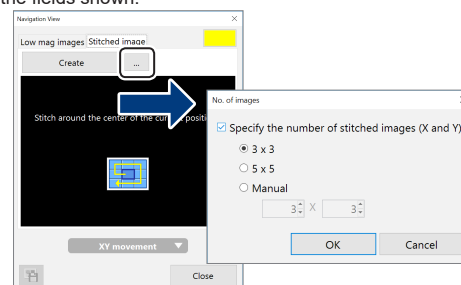 the fields shown.
Navigation View
Low mag images Stitched image
Create ...
Stitch around the center of the
No. of images
Specify the number of stitched images (X and Y)
3 x 3
5 x 5
Manual
3 X 3
OK Cancel
XY movement
Close